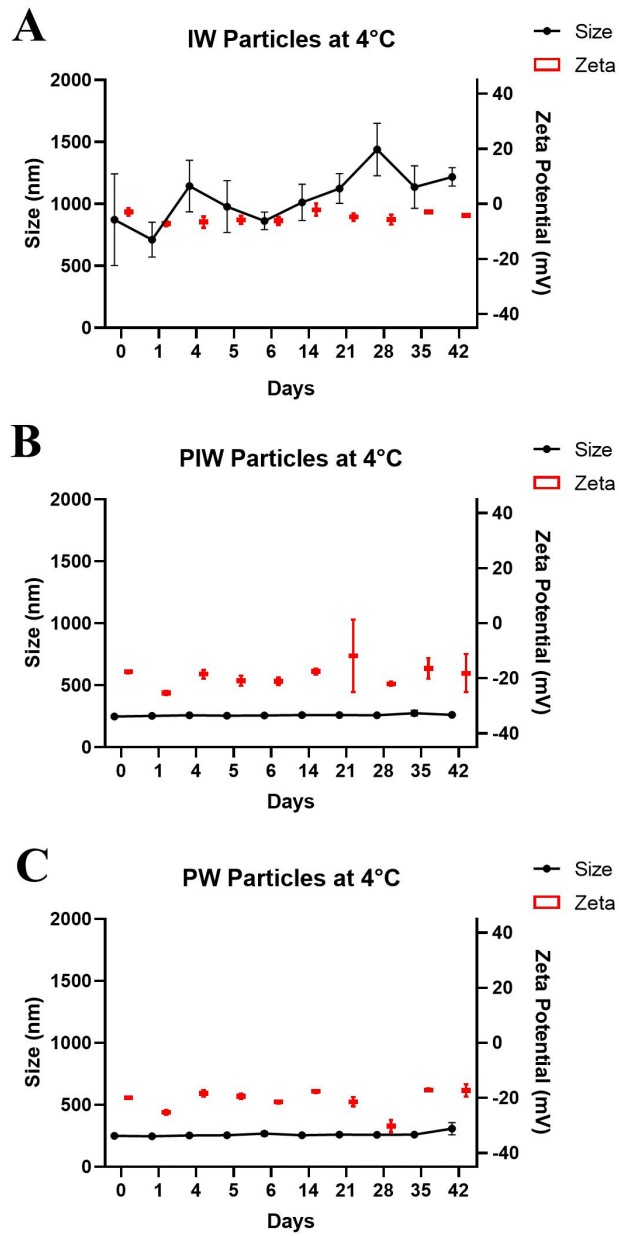 A
IW Particles at 4°C
Size
Zeta
2000
1500
1000
500
0
Size (nm)
40
20
0
-20
-40
Zeta Potential (mV)
0 1 4 5 6 14 21 28 35 42
Days
B
PIW Particles at 4°C
Size
Zeta
2000
1500
1000
500
0
Size (nm)
40
20
0
-20
-40
Zeta Potential (mV)
0 1 4 5 6 14 21 28 35 42
Days
C
PW Particles at 4°C
Size
Zeta
2000
1500
1000
500
0
Size (nm)
40
20
0
-20
-40
Zeta Potential (mV)
0 1 4 5 6 14 21 28 35 42
Days